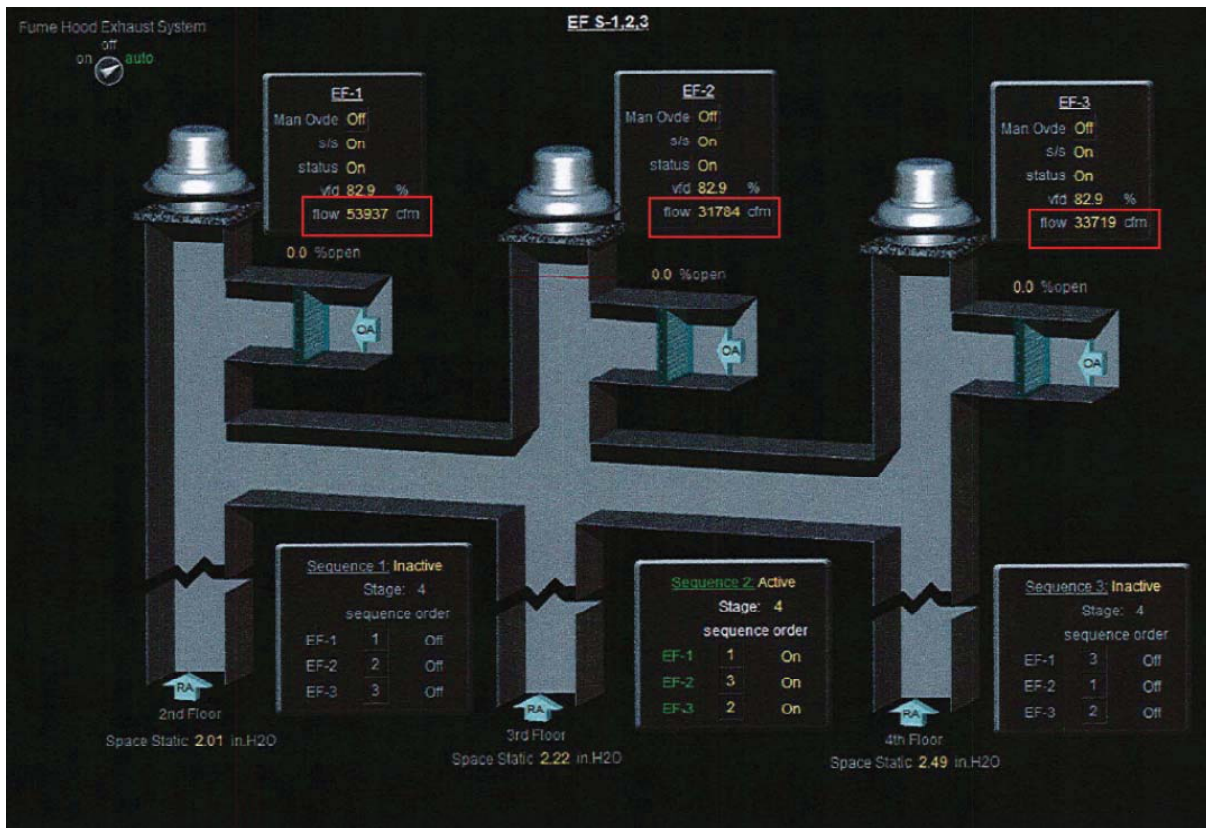 EF S-1,2,3
Fume Hood Exhaust System
off
on auto
EF-1
Man Ovde Off
s/s On
status On
vfd 82.9 %
flow 53937 cfm
0.0 %open
OA
EF-2
Man Ovde Off
s/s On
status On
vfd 82.9 %
flow 31784 cfm
0.0 %open
OA
EF-3
Man Ovde Off
s/s On
status On
vfd 82.9 %
flow 33719 cfm
0.0 %open
OA
Sequence 1: Inactive
Stage: 4
sequence order
EF-1 1 Off
EF-2 2 Off
EF-3 3 Off
Sequence 2: Active
Stage: 4
sequence order
EF-1 1 On
EF-2 3 On
EF-3 2 On
Sequence 3: Inactive
Stage: 4
sequence order
EF-1 3 Off
EF-2 1 Off
EF-3 2 Off
RA
2nd Floor
Space Static 2.01 in.H2O
RA
3rd Floor
Space Static 2.22 in.H2O
RA
4th Floor
Space Static 2.49 in.H2O